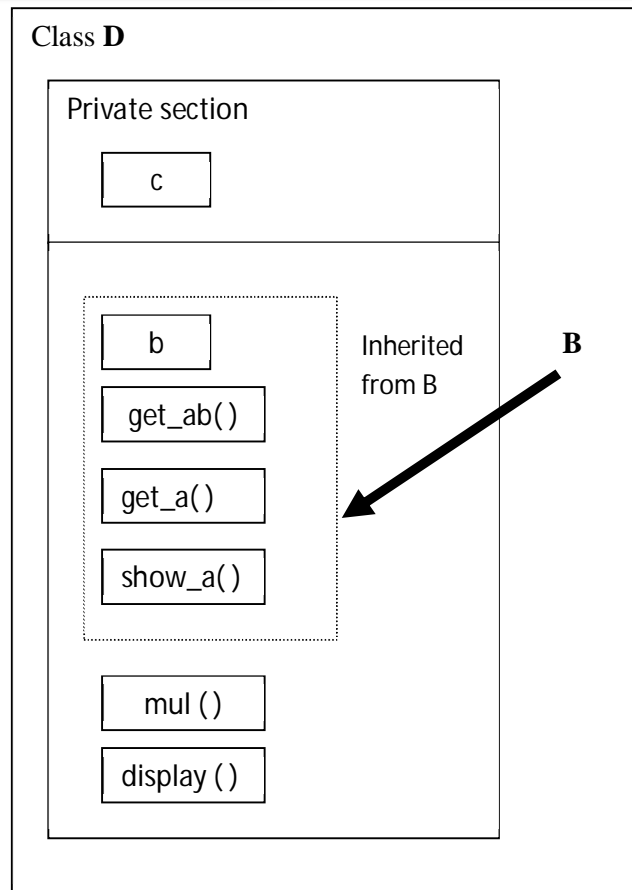 Class D
Private section
c
b
Inherited
from B
B
get_ab()
get_a()
show_a()
mul ()
display ()